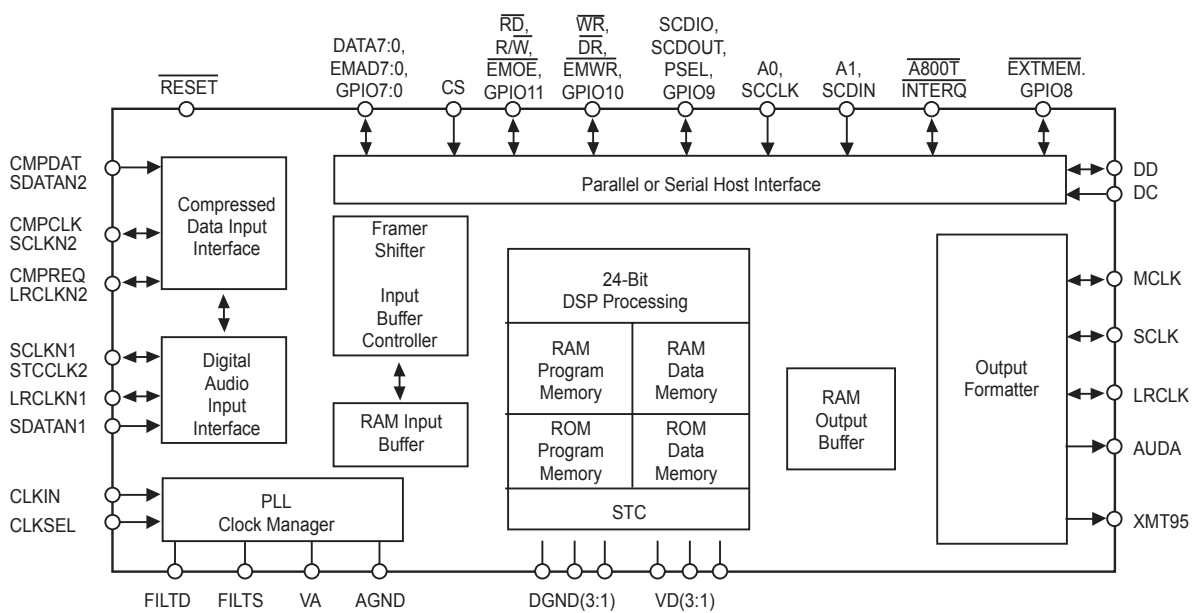 RESET
DATA7:0,
EMAD7:0,
GPIO7:0
CS
RD,
R/W,
EMOE,
GPIO11
WR,
DR,
EMWR,
GPIO10
SCDIO,
SCDOUT,
PSEL,
GPIO9
A0,
SCCLK
A1,
SCDIN
A800T
INTERQ
EXTMEM.
GPIO8
CMPDAT
SDATAN2
CMPCLK
SCLKN2
CMPREQ
LRCLKN2
SCLKN1
STCCLK2
LRCLKN1
SDATAN1
CLKIN
CLKSEL
Compressed
Data Input
Interface
Digital
Audio
Input
Interface
PLL
Clock Manager
Parallel or Serial Host Interface
Framer
Shifter
Input
Buffer
Controller
RAM Input
Buffer
24-Bit
DSP Processing
RAM
Program
Memory
RAM
Data
Memory
ROM
Program
Memory
ROM
Data
Memory
STC
RAM
Output
Buffer
Output
Formatter
DD
DC
MCLK
SCLK
LRCLK
AUDA
XMT95
FILTD
FILTS
VA
AGND
DGND(3:1)
VD(3:1)